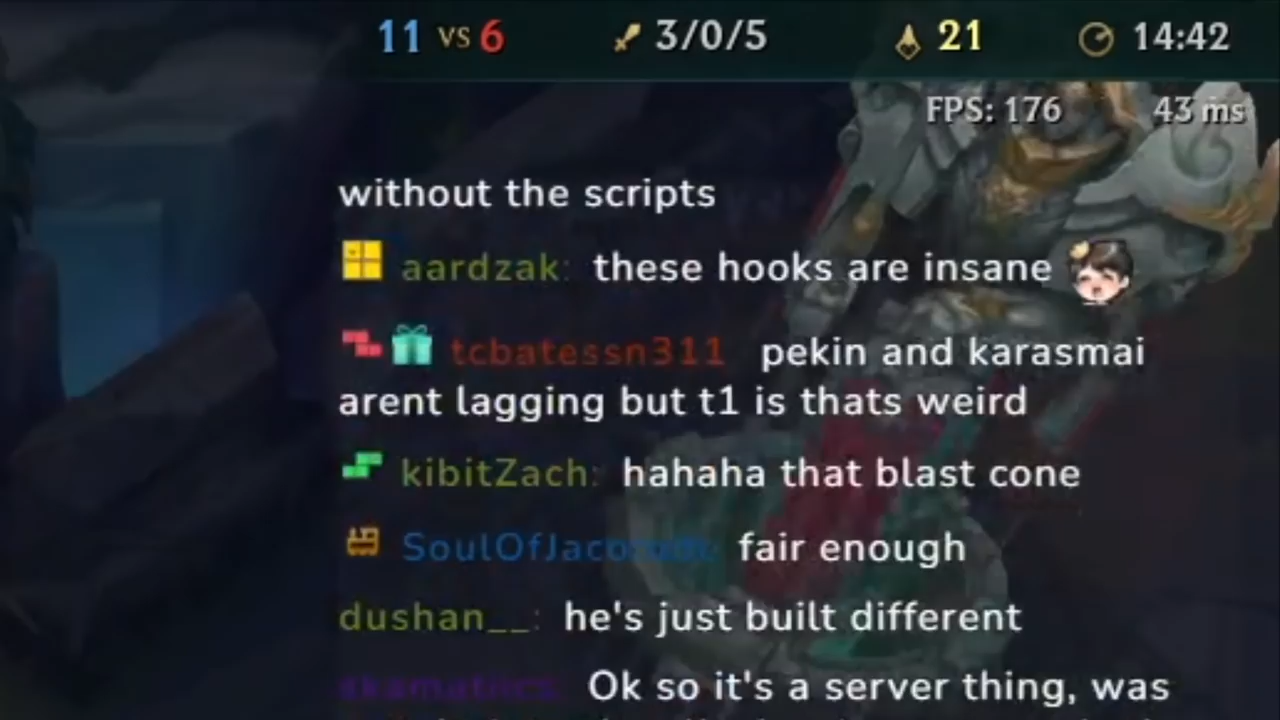 11 vs 6 3/0/5 21 14:42
FPS: 176 43 ms
without the scripts
aardzak: these hooks are insane
tcbatessn311 pekin and karasmai
arent lagging but t1 is thats weird
kibitZach: hahaha that blast cone
fair enough
dushan__: he's just built different
Ok so it's a server thing, was